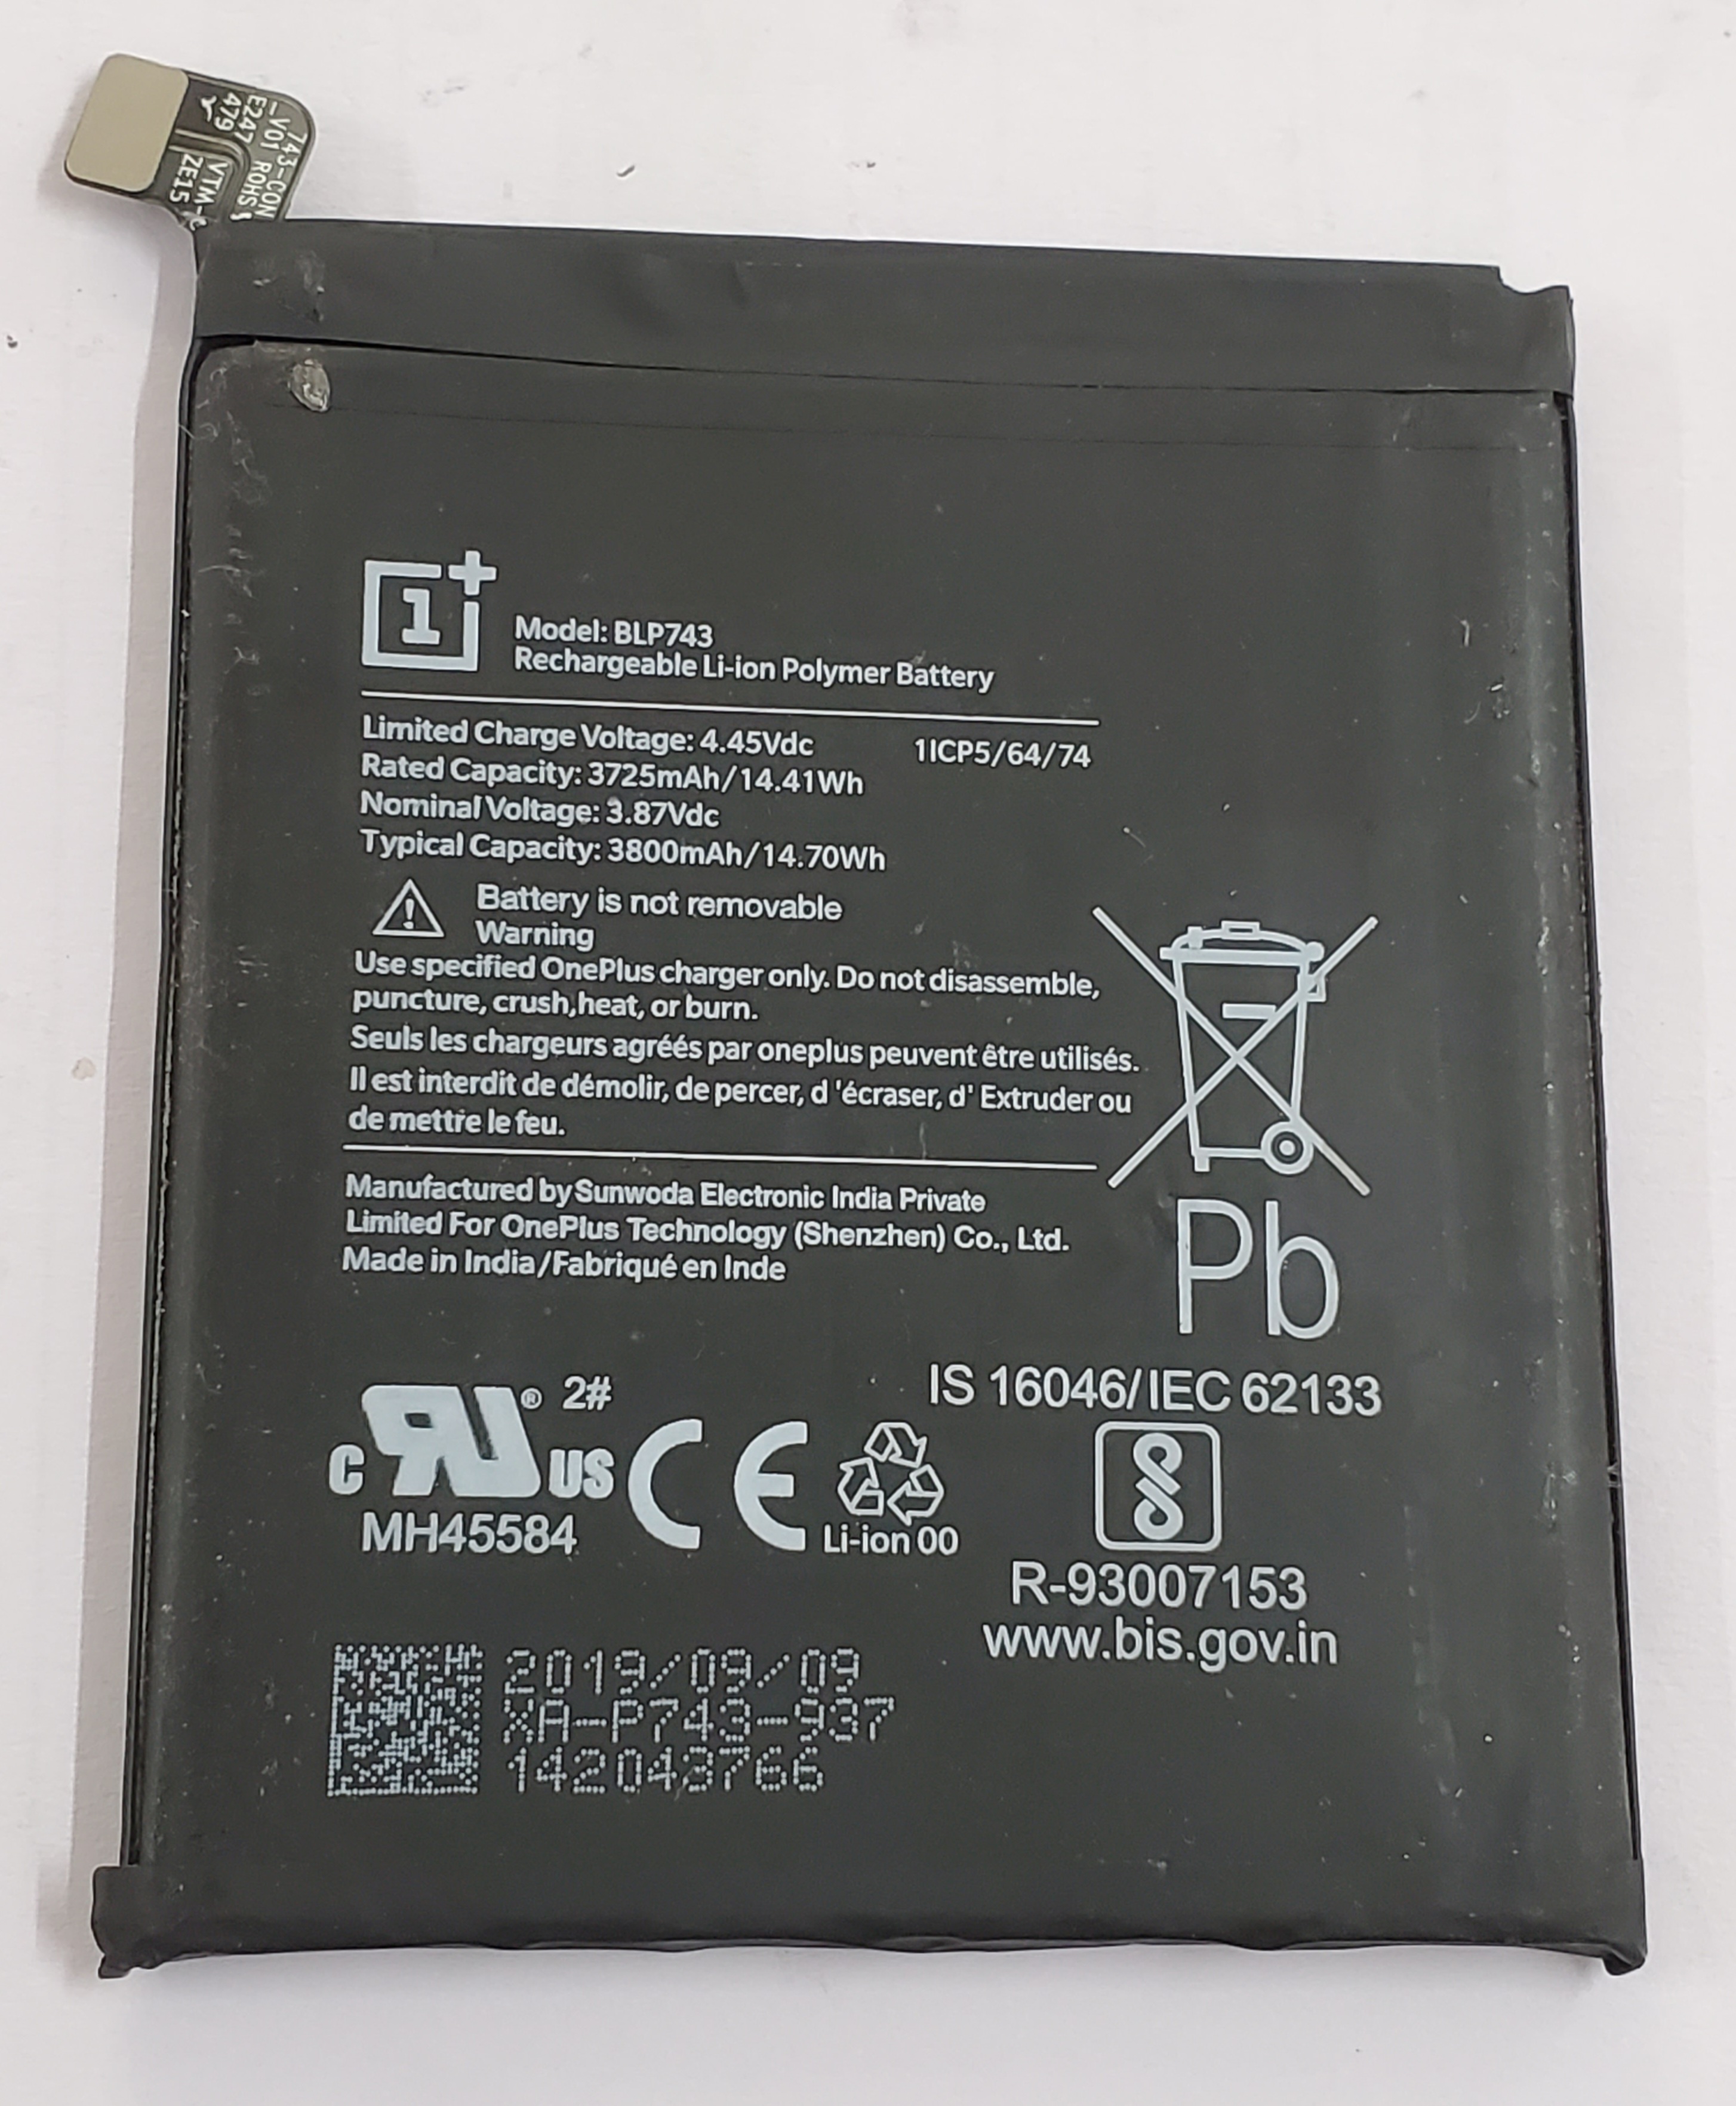 743-CON
_V01 ROHS
E247
479
VTM-
ZE15
1+
Model: BLP743
Rechargeable Li-ion Polymer Battery
Limited Charge Voltage: 4.45Vdc 1ICP5/64/74
Rated Capacity: 3725mAh/14.41Wh
Nominal Voltage: 3.87Vdc
Typical Capacity: 3800mAh/14.70Wh
Battery is not removable
Warning
Use specified OnePlus charger only. Do not disassemble,
puncture, crush,heat, or burn.
Seuls les chargeurs agréés par oneplus peuvent être utilisés.
Il est interdit de démolir, de percer, d 'écraser, d' Extruder ou
de mettre le feu.
Manufactured by Sunwoda Electronic India Private
Limited For OnePlus Technology (Shenzhen) Co., Ltd.
Made in India/Fabriqué en Inde
Pb
IS 16046/IEC 62133
® 2#
c RU US CE
MH45584
Li-ion 00
R-93007153
www.bis.gov.in
2019/09/09
XA-P743-937
142043766